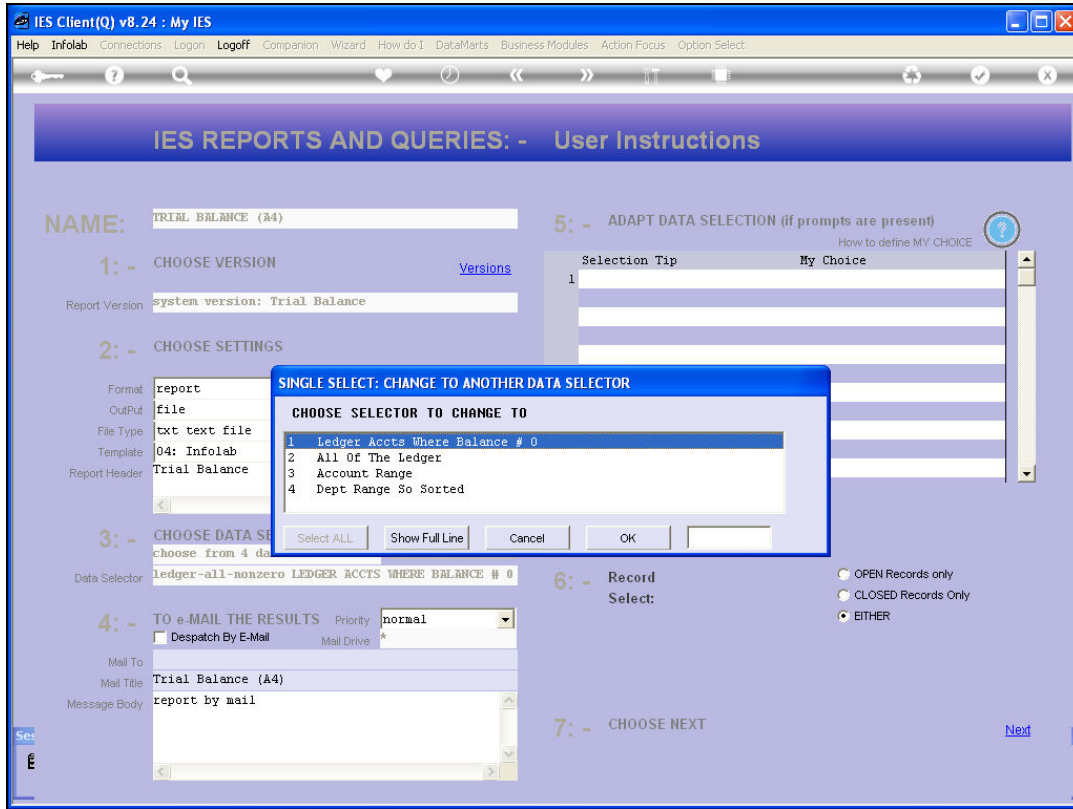 IES Client(Q) v8.24 : My IES
Help Infolab Connections Logon Logoff Companion Wizard How do I DataMarts Business Modules Action Focus Option Select
IES REPORTS AND QUERIES: - User Instructions
NAME: TRIAL BALANCE (A4)
1: - CHOOSE VERSION
Versions
Report Version system version: Trial Balance
2: - CHOOSE SETTINGS
Format report
OutPut file
File Type txt text file
Template 04: Infolab
Report Header Trial Balance
3: - CHOOSE DATA SE
choose from 4 da
Data Selector ledger-all-nonzero LEDGER ACCTS WHERE BALANCE # 0
4: - TO e-MAIL THE RESULTS Priority normal
Despatch By E-Mail Mail Drive *
Mail To
Mail Title Trial Balance (A4)
Message Body report by mail
5: - ADAPT DATA SELECTION (if prompts are present)
How to define MY CHOICE
?
Selection Tip My Choice
1
SINGLE SELECT: CHANGE TO ANOTHER DATA SELECTOR
CHOOSE SELECTOR TO CHANGE TO
1 Ledger Accts Where Balance # 0
2 All Of The Ledger
3 Account Range
4 Dept Range So Sorted
Select ALL Show Full Line Cancel OK
6: - Record
Select:
OPEN Records only
CLOSED Records Only
EITHER
7: - CHOOSE NEXT
Next
Ses